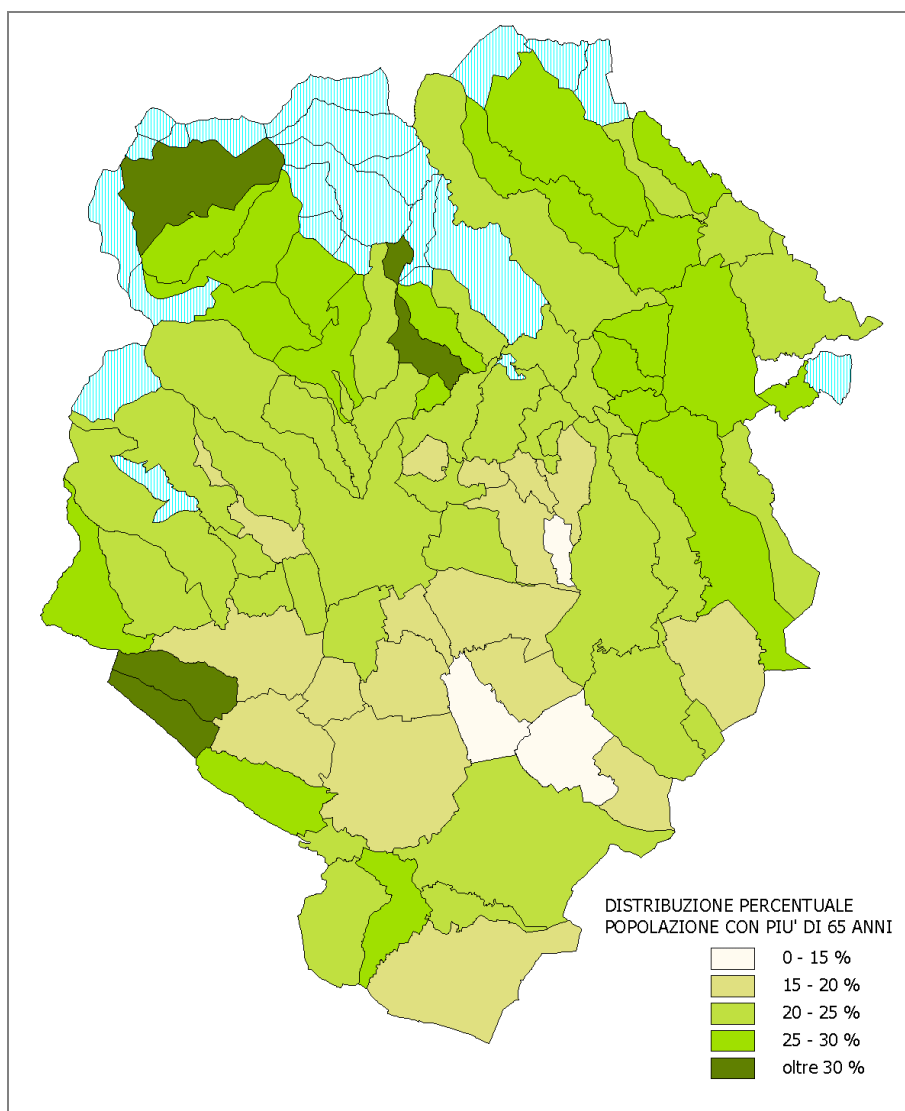 DISTRIBUZIONE PERCENTUALE
POPOLAZIONE CON PIU' DI 65 ANNI
0 - 15 %
15 - 20 %
20 - 25 %
25 - 30 %
oltre 30 %